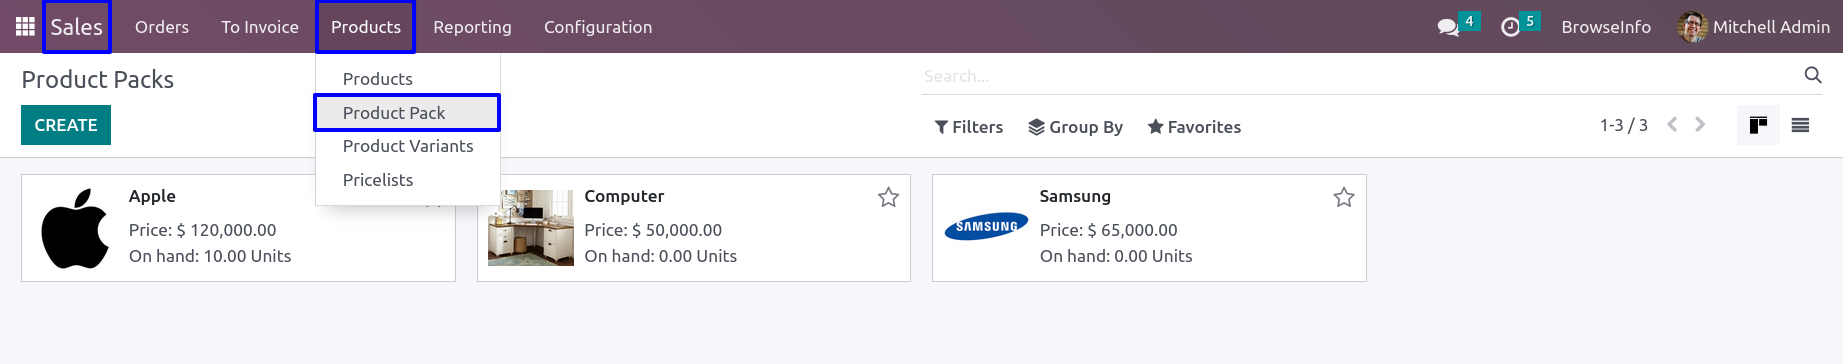 Sales Orders To Invoice Products Reporting Configuration 4 5 BrowseInfo Mitchell Admin
Product Packs
Search...
CREATE
Products
Product Pack
Product Variants
Pricelists
Filters Group By Favorites 1-3 / 3
Apple
Price: $ 120,000.00
On hand: 10.00 Units
Computer
Price: $ 50,000.00
On hand: 0.00 Units
SAMSUNG
Samsung
Price: $ 65,000.00
On hand: 0.00 Units